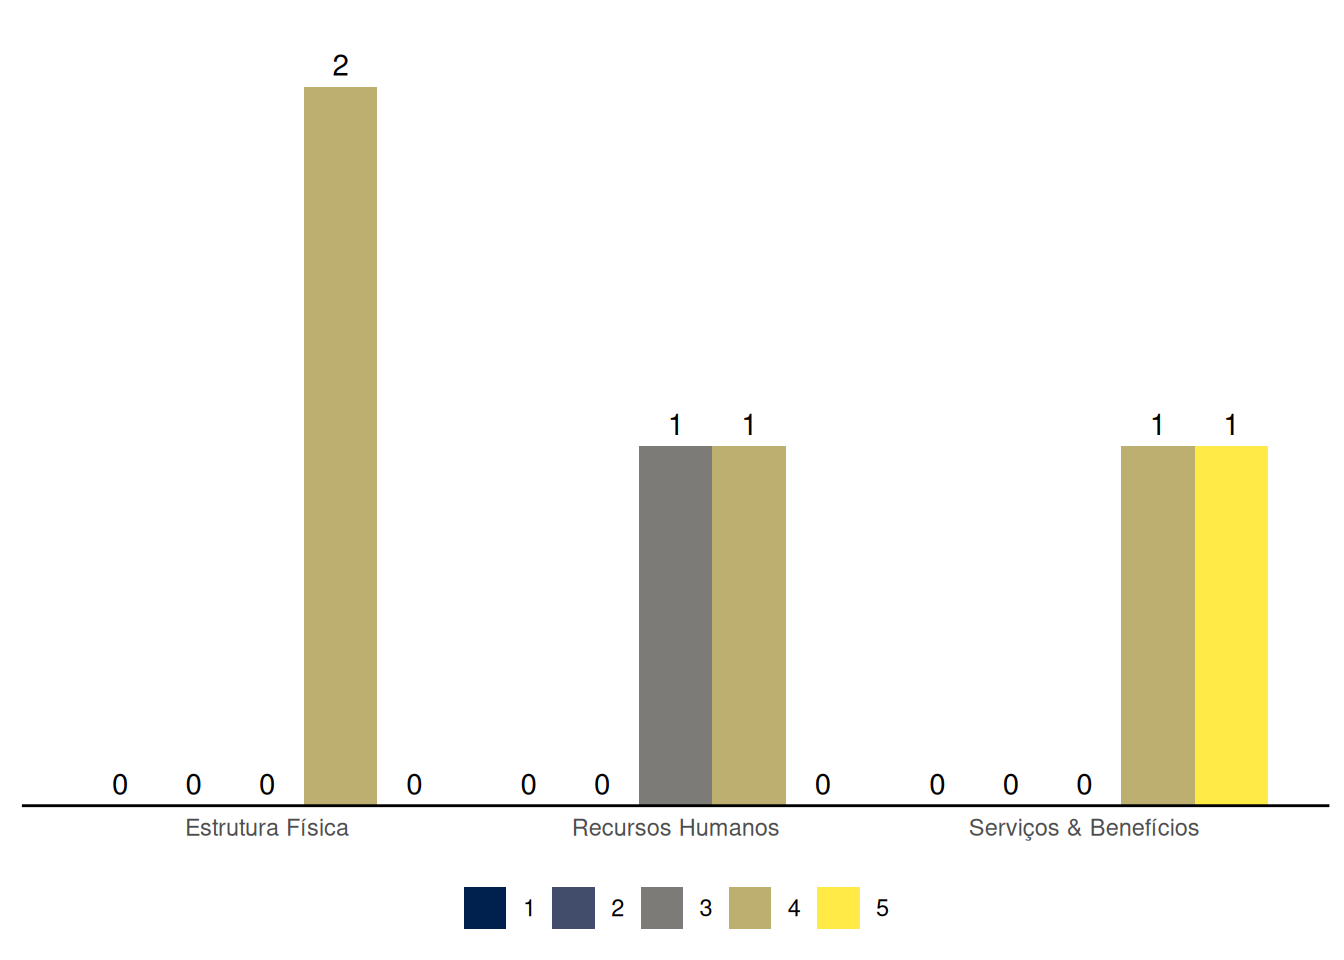 2
1 1 1 1
0 0 0 0 0 0 0 0 0 0
Estrutura Física Recursos Humanos Serviços & Benefícios
1 2 3 4 5